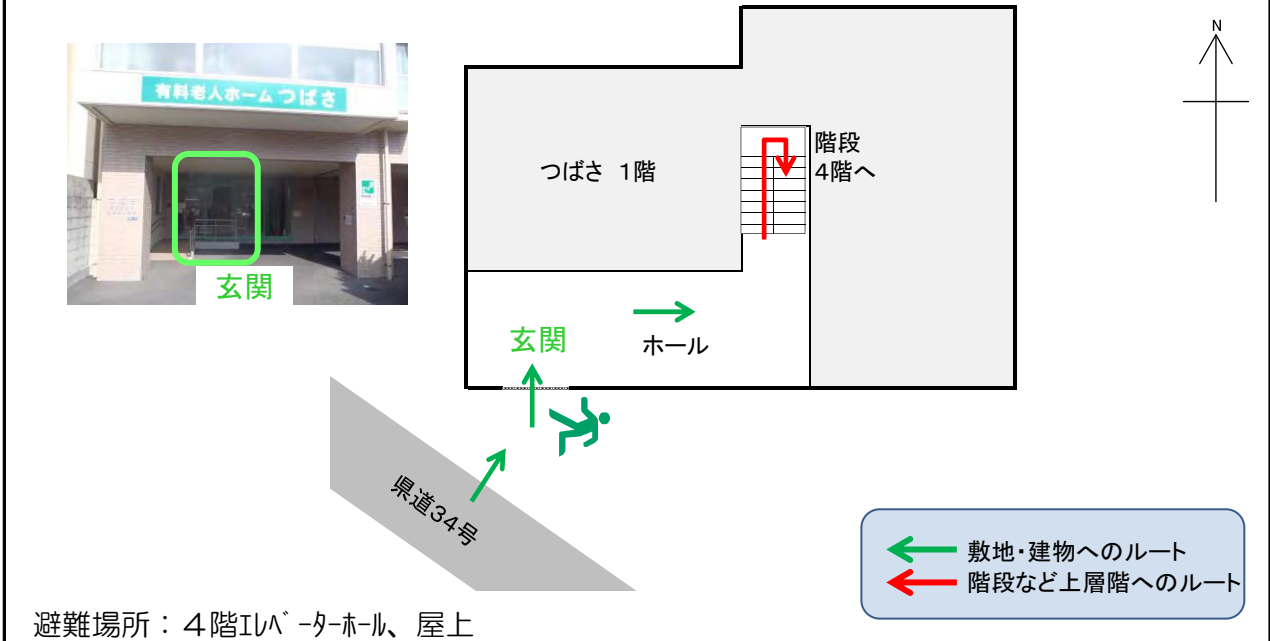 有料老人ホーム つばさ
玄関
N
つばさ 1階
階段
4階へ
玄関
ホール
県道34号
敷地・建物へのルート
階段など上層階へのルート
避難場所：４階ｴﾚﾍﾞｰﾀｰﾎｰﾙ、屋上